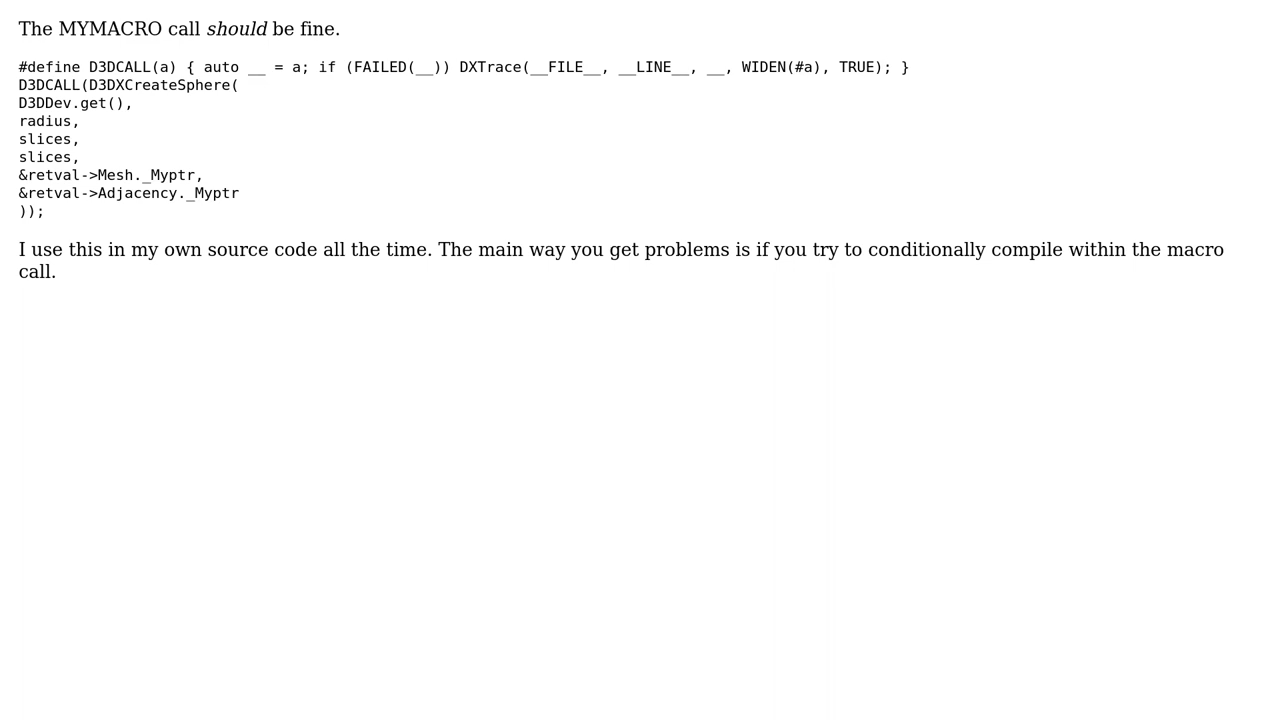 The MYMACRO call should be fine.
#define D3DCALL(a) { auto __ = a; if (FAILED(__)) DXTrace(__FILE__, __LINE__, __, WIDEN(#a), TRUE); }
D3DCALL(D3DXCreateSphere(
D3DDev.get(),
radius,
slices,
slices,
&retval->Mesh._Myptr,
&retval->Adjacency._Myptr
));
I use this in my own source code all the time. The main way you get problems is if you try to conditionally compile within the macro
call.